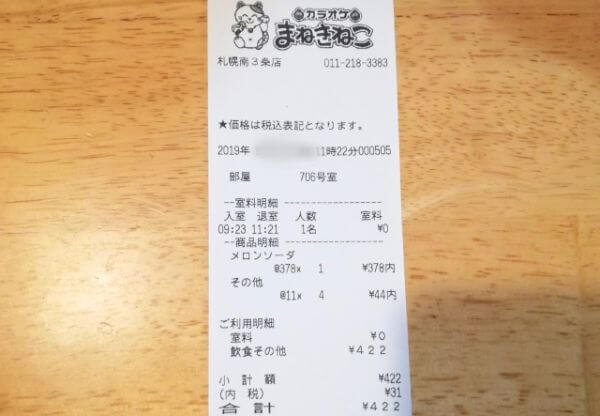 カラオケ
まねきねこ
札幌南3条店 011-218-3383
★価格は税込表記となります。
2019年 11時22分000505
部屋 706号室
--室料明細------------------
入室 退室 人数 室料
09:23 11:21 1名 ¥0
--商品明細------------------
メロンソーダ
@378× 1 ¥378内
その他
@11× 4 ¥44内
ご利用明細
室料 ¥0
飲食その他 ¥422
小計額 ¥422
(内 税) ¥31
合計 ¥422